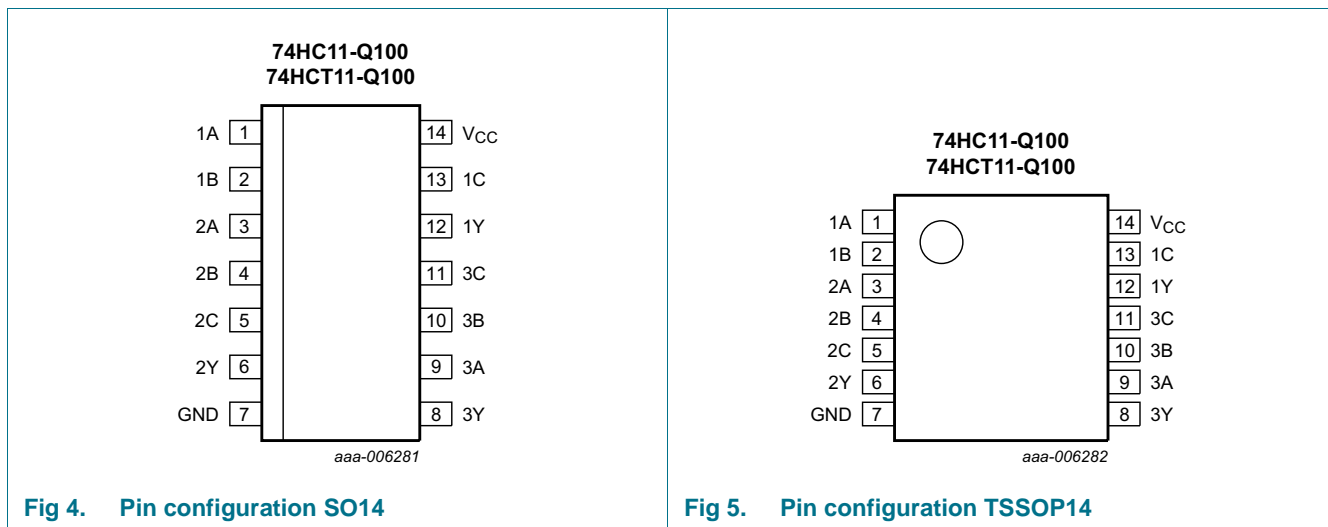 74HC11-Q100
74HCT11-Q100
1A 1 14 VCC
1B 2 13 1C
2A 3 12 1Y
2B 4 11 3C
2C 5 10 3B
2Y 6 9 3A
GND 7 8 3Y
aaa-006281
Fig 4. Pin configuration SO14
74HC11-Q100
74HCT11-Q100
1A 1 14 VCC
1B 2 13 1C
2A 3 12 1Y
2B 4 11 3C
2C 5 10 3B
2Y 6 9 3A
GND 7 8 3Y
aaa-006282
Fig 5. Pin configuration TSSOP14